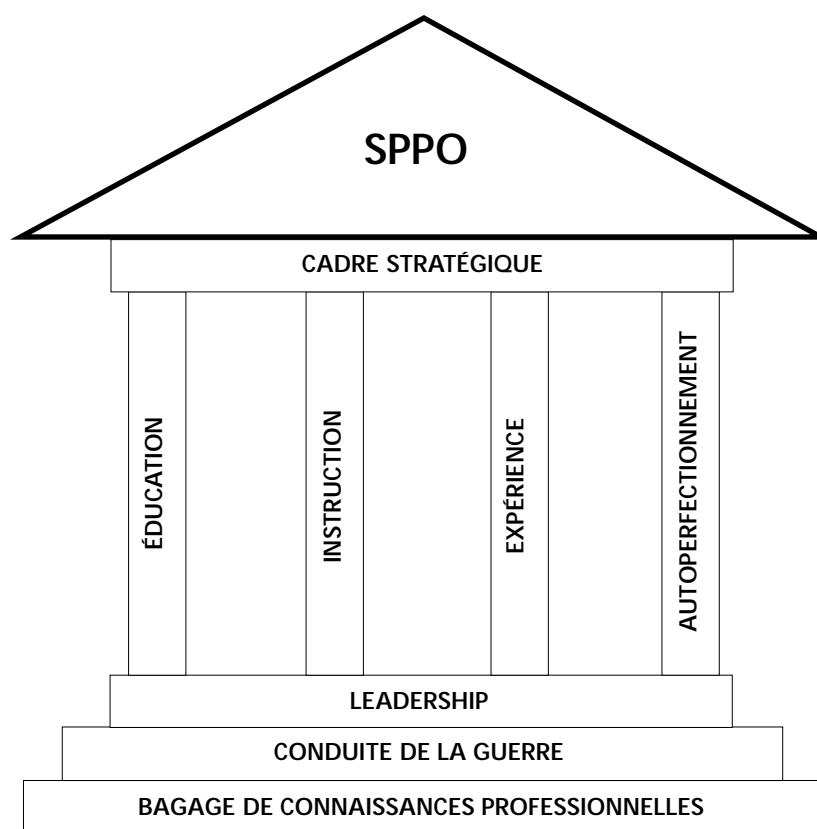 SPPO
CADRE STRATÉGIQUE
ÉDUCATION
INSTRUCTION
EXPÉRIENCE
AUTOPERFECTIONNEMENT
LEADERSHIP
CONDUITE DE LA GUERRE
BAGAGE DE CONNAISSANCES PROFESSIONNELLES